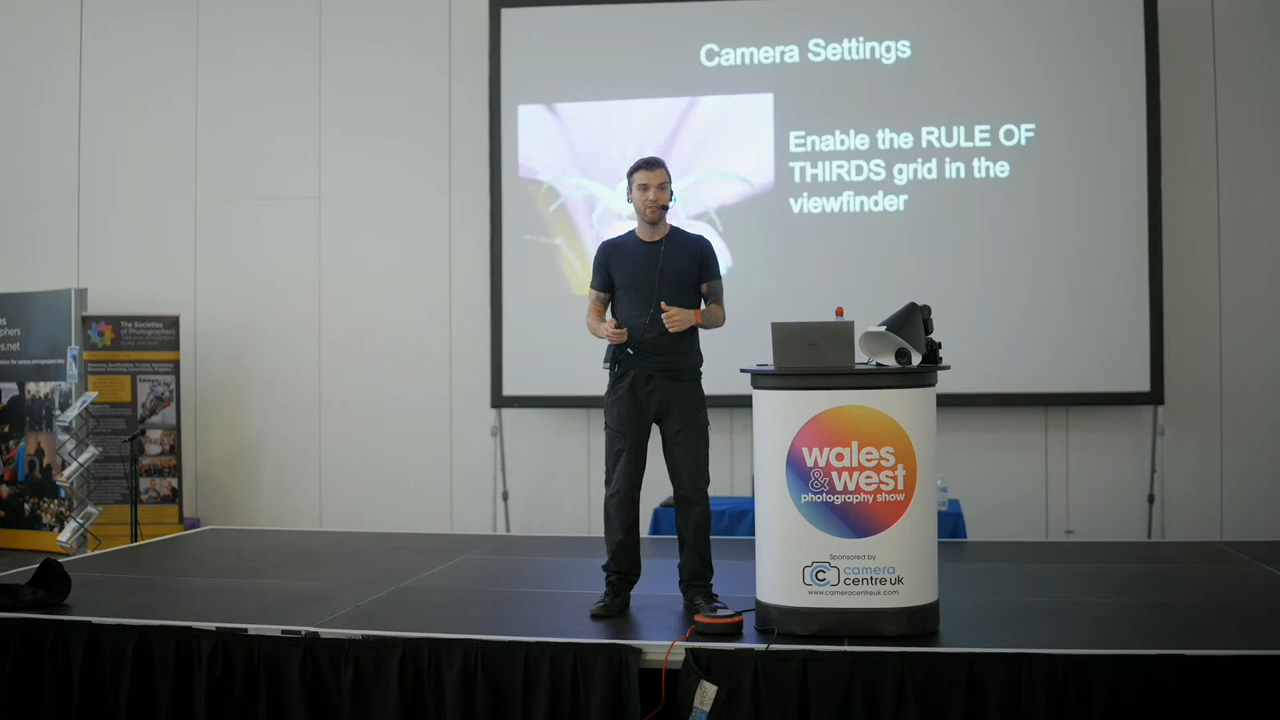 Camera Settings
Enable the RULE OF
THIRDS grid in the
viewfinder
The Societies
of Photographers
wales
&west
photography show
Sponsored by
camera
centre uk
www.cameracentreuk.com